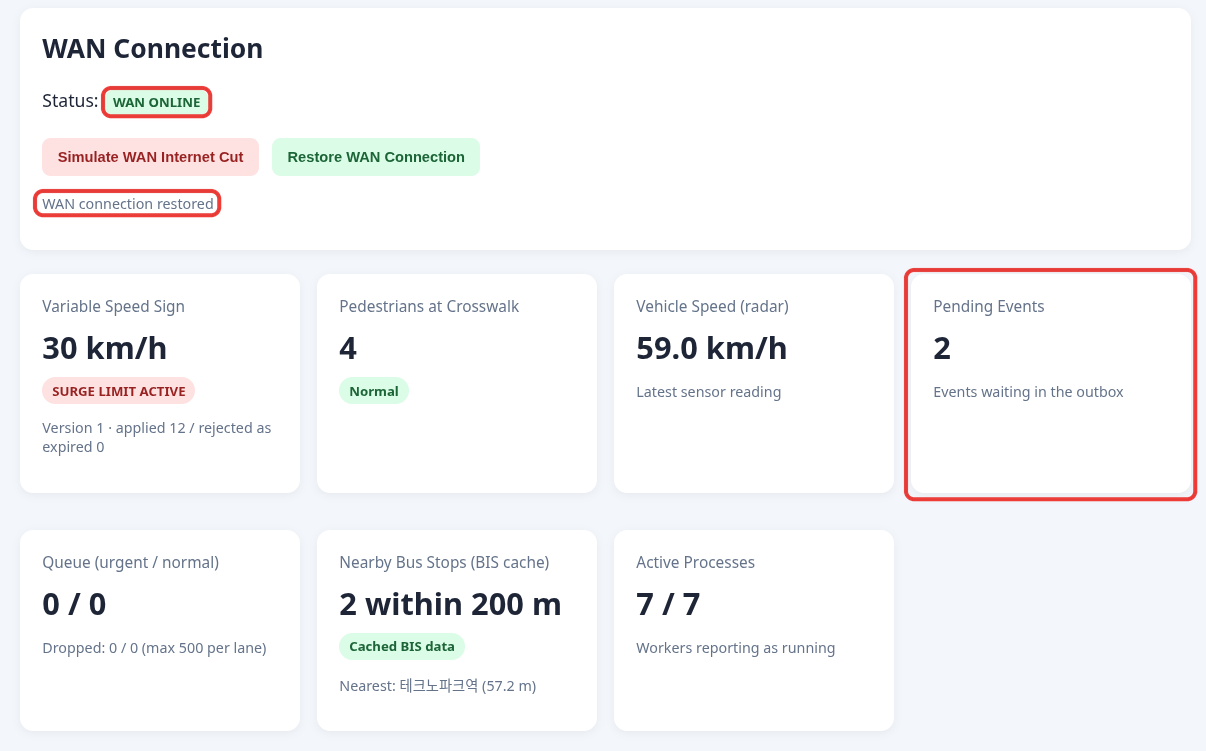 WAN Connection
Status: WAN ONLINE
Simulate WAN Internet Cut
Restore WAN Connection
WAN connection restored
Variable Speed Sign
30 km/h
SURGE LIMIT ACTIVE
Version 1 · applied 12 / rejected as
expired 0
Pedestrians at Crosswalk
4
Normal
Vehicle Speed (radar)
59.0 km/h
Latest sensor reading
Pending Events
2
Events waiting in the outbox
Queue (urgent / normal)
0 / 0
Dropped: 0 / 0 (max 500 per lane)
Nearby Bus Stops (BIS cache)
2 within 200 m
Cached BIS data
Nearest: 테크노파크역 (57.2 m)
Active Processes
7 / 7
Workers reporting as running